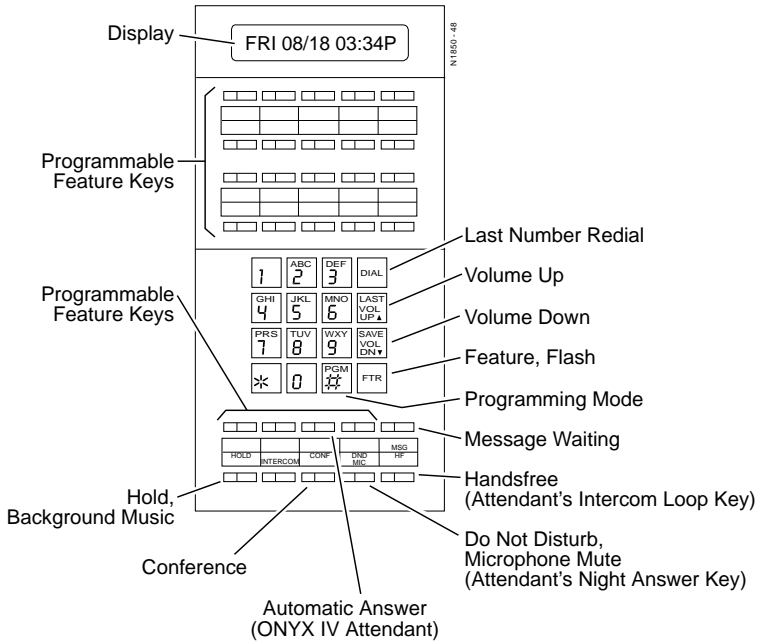 Display
FRI 08/18 03:34P
N1850 - 48
Programmable
Feature Keys
Last Number Redial
1
ABC
2
DEF
3
DIAL
Programmable
Feature Keys
Volume Up
GHI
4
JKL
5
MNO
6
LAST
VOL
UP▲
Volume Down
PRS
7
TUV
8
WXY
9
SAVE
VOL
DN▼
Feature, Flash
*
0
PGM
#
FTR
Programming Mode
Message Waiting
HOLD
INTERCOM
CONF
DND
MIC
MSG
HF
Handsfree
(Attendant's Intercom Loop Key)
Hold,
Background Music
Do Not Disturb,
Microphone Mute
(Attendant's Night Answer Key)
Conference
Automatic Answer
(ONYX IV Attendant)